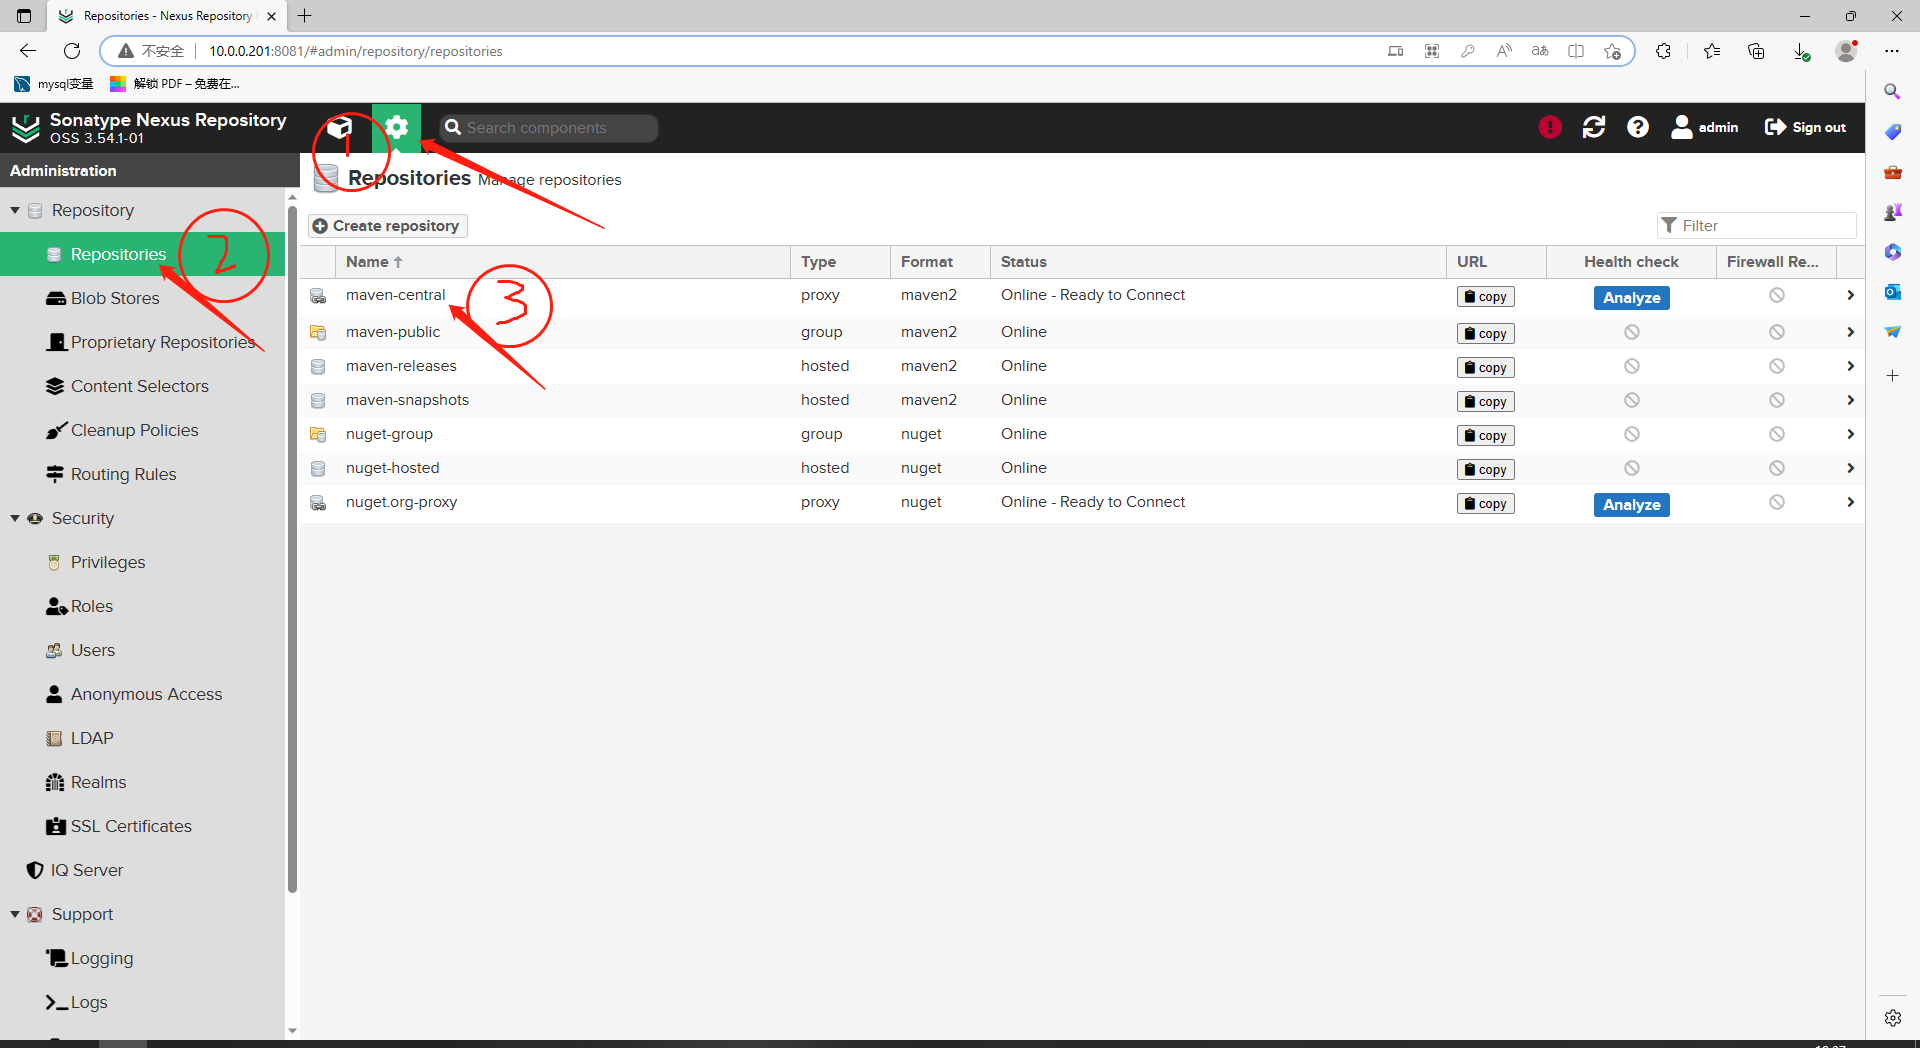 Repositories - Nexus Repository
不安全 10.0.0.201:8081/#admin/repository/repositories
mysql变量 解锁 PDF – 免费在...
Sonatype Nexus Repository
OSS 3.54.1-01
Search components
admin
Sign out
Administration
1
Repositories Manage repositories
Repository
Repositories
2
Blob Stores
Proprietary Repositories
Content Selectors
Cleanup Policies
Routing Rules
Security
Privileges
Roles
Users
Anonymous Access
LDAP
Realms
SSL Certificates
IQ Server
Support
Logging
Logs
Create repository
Filter
Name Type Format Status URL Health check Firewall Re...
maven-central proxy maven2 Online - Ready to Connect copy Analyze
3
maven-public group maven2 Online copy
maven-releases hosted maven2 Online copy
maven-snapshots hosted maven2 Online copy
nuget-group group nuget Online copy
nuget-hosted hosted nuget Online copy
nuget.org-proxy proxy nuget Online - Ready to Connect copy Analyze